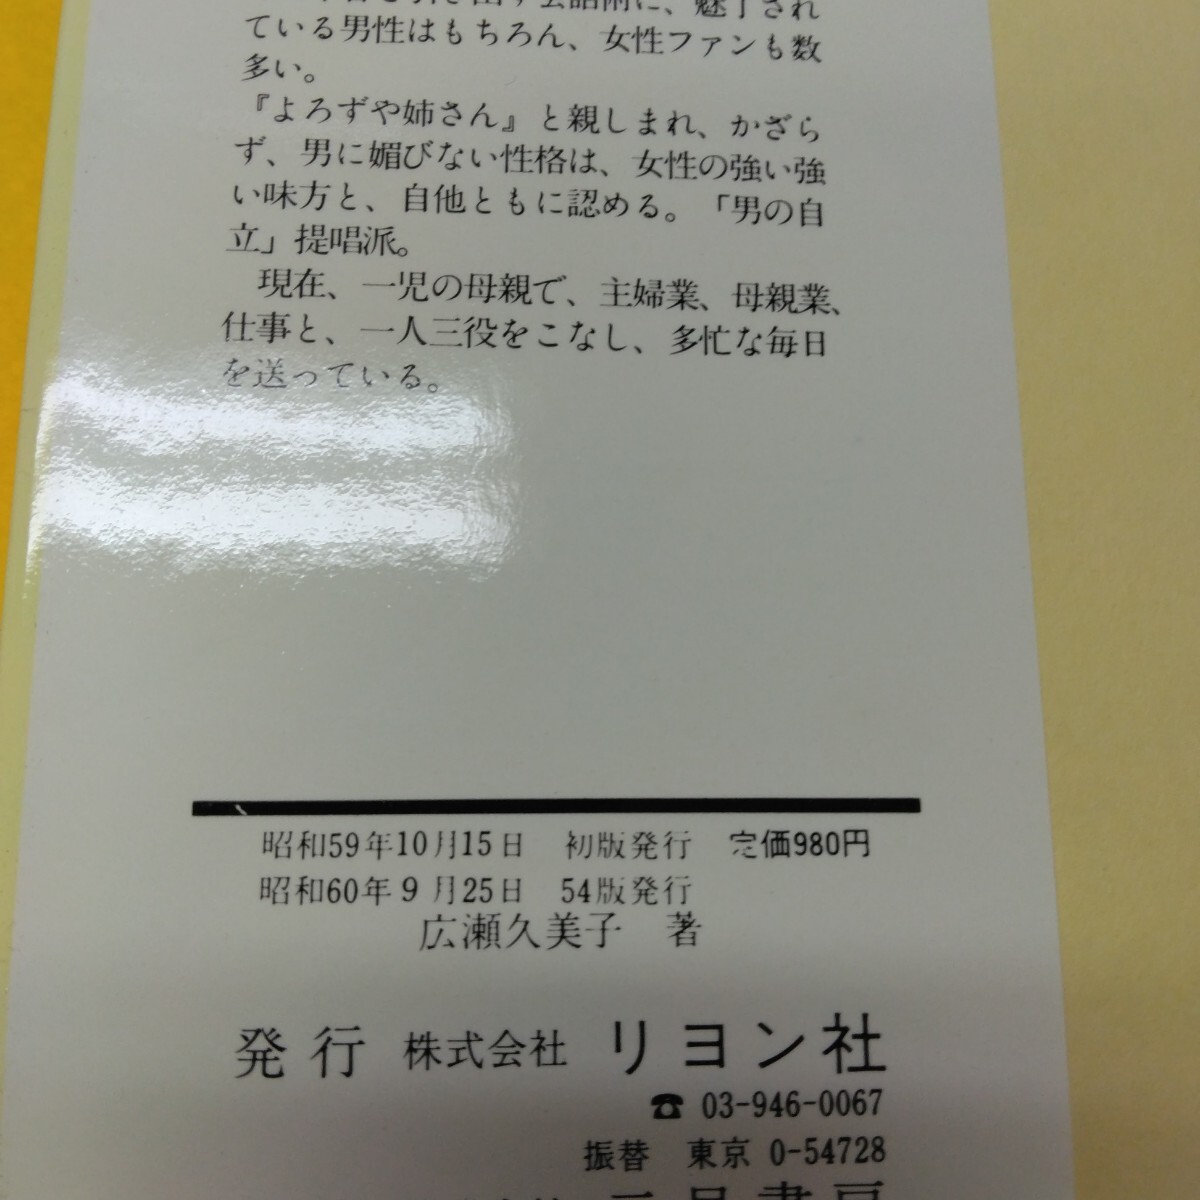 会話術に、魅了され
ている男性はもちろん、女性ファンも数
多い。
『よろずや姉さん』と親しまれ、かざら
ず、男に媚びない性格は、女性の強い強
い味方と、自他ともに認める。「男の自
立」提唱派。
現在、一児の母親で、主婦業、母親業、
仕事と、一人三役をこなし、多忙な毎日
を送っている。
昭和59年10月15日 初版発行 定価980円
昭和60年9月25日 54版発行
広瀬久美子 著
発行 株式会社 リヨン社
☎ 03-946-0067
振替 東京 0-54728